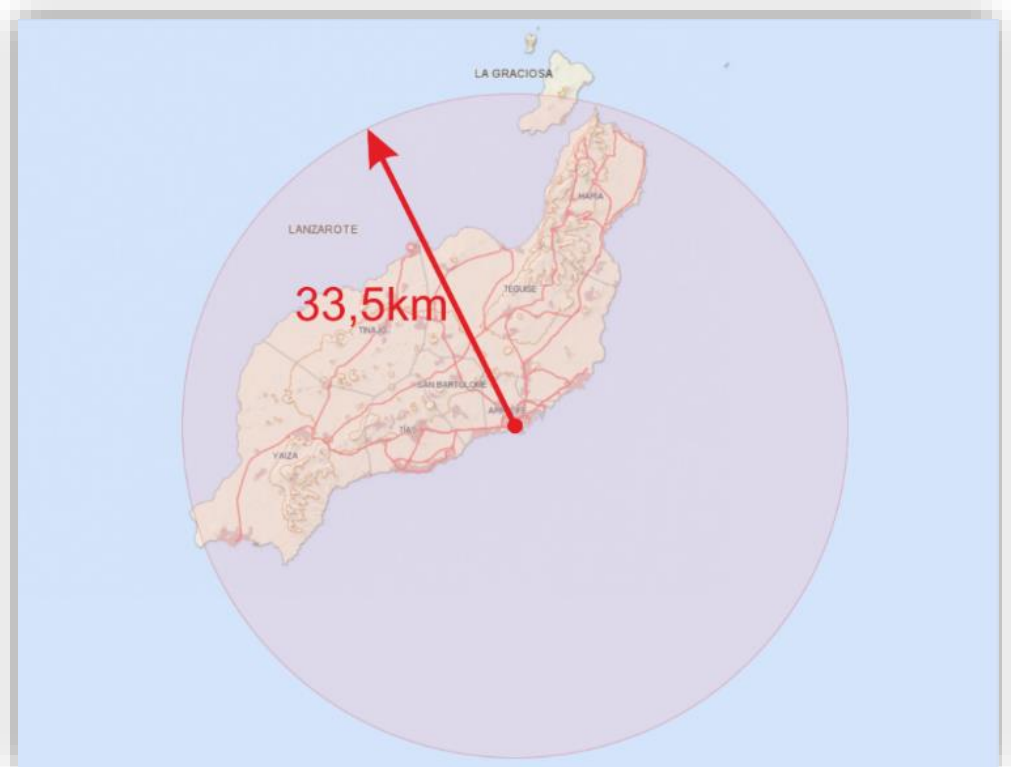 LA GRACIOSA
HARIA
LANZAROTE
TEGUISE
33,5km
TINAJO
SAN BARTOLOME
TIAS
YAIZA